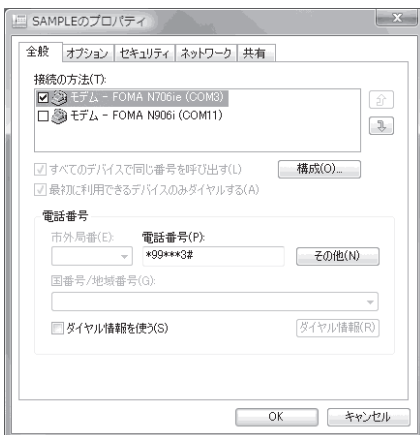 SAMPLEのプロパティ
全般 オプション セキュリティ ネットワーク 共有
接続の方法(T):
モデム - FOMA N706ie (COM3)
モデム - FOMA N906i (COM11)
すべてのデバイスで同じ番号を呼び出す(L)
構成(O)...
最初に利用できるデバイスのみダイヤルする(A)
電話番号
市外局番(E): 電話番号(P):
*99***3# その他(N)
国番号/地域番号(G):
ダイヤル情報を使う(S) ダイヤル情報(R)
OK キャンセル